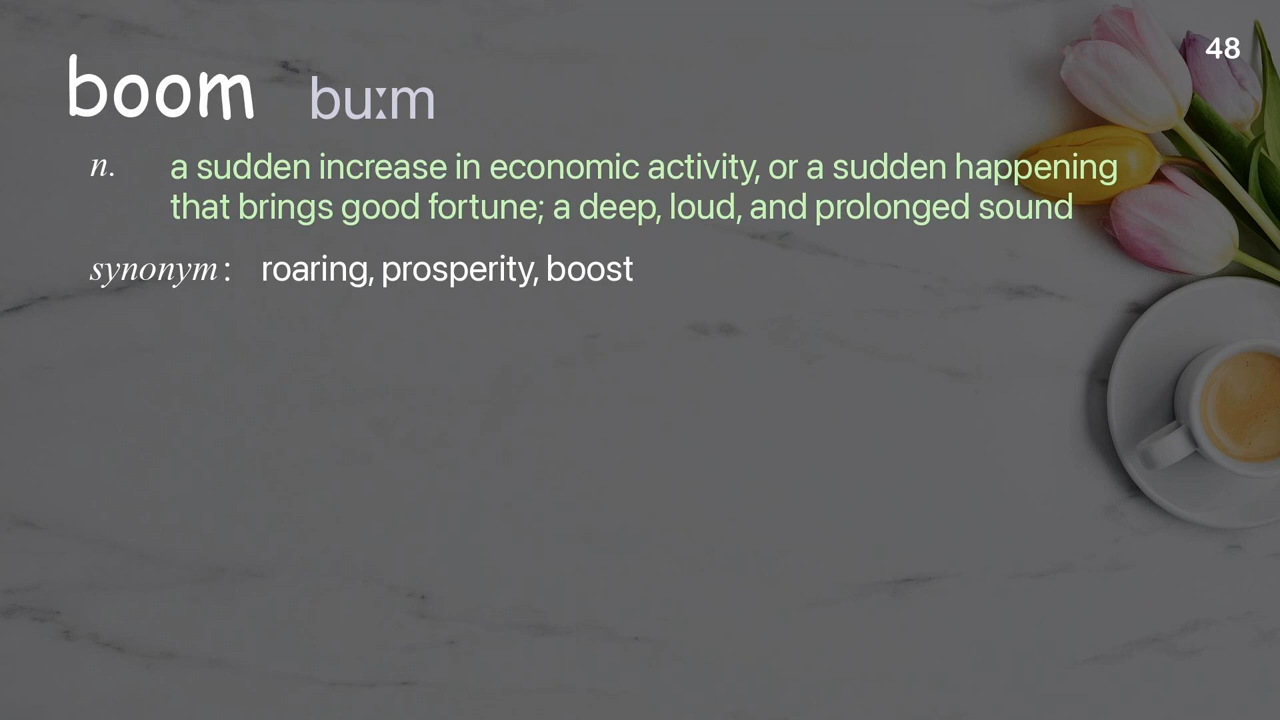 48
boom buːm
n. a sudden increase in economic activity, or a sudden happening
that brings good fortune; a deep, loud, and prolonged sound
synonym: roaring, prosperity, boost